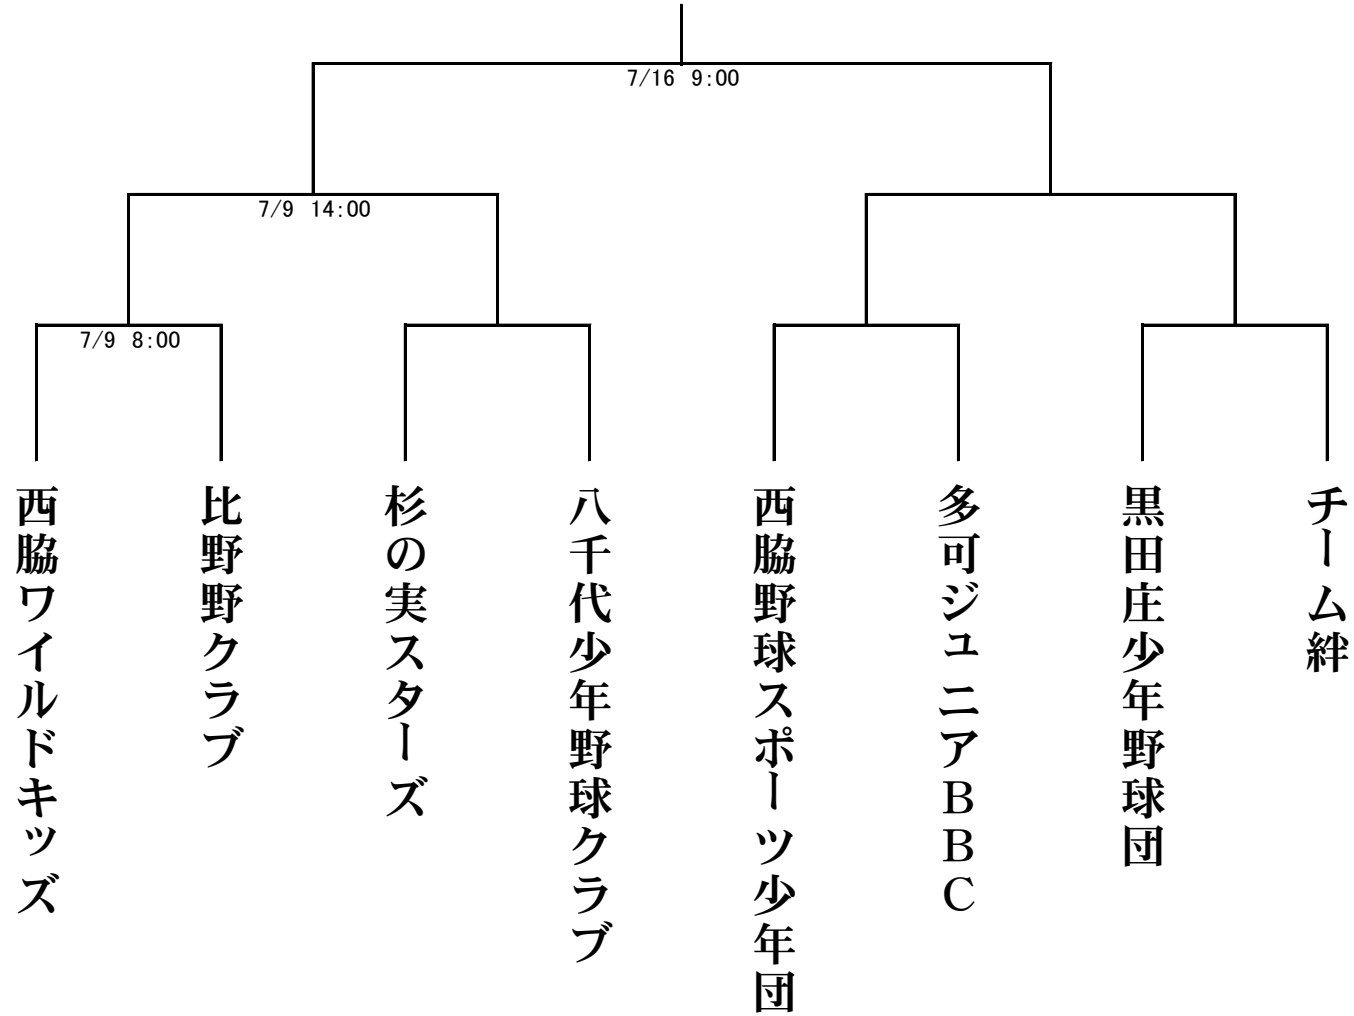 7/16 9:00
7/9 14:00
7/9 8:00
西脇ワイルドキッズ
比野野クラブ
杉の実スターズ
八千代少年野球クラブ
西脇野球スポーツ少年団
多可ジュニアＢＢＣ
黒田庄少年野球団
チーム絆